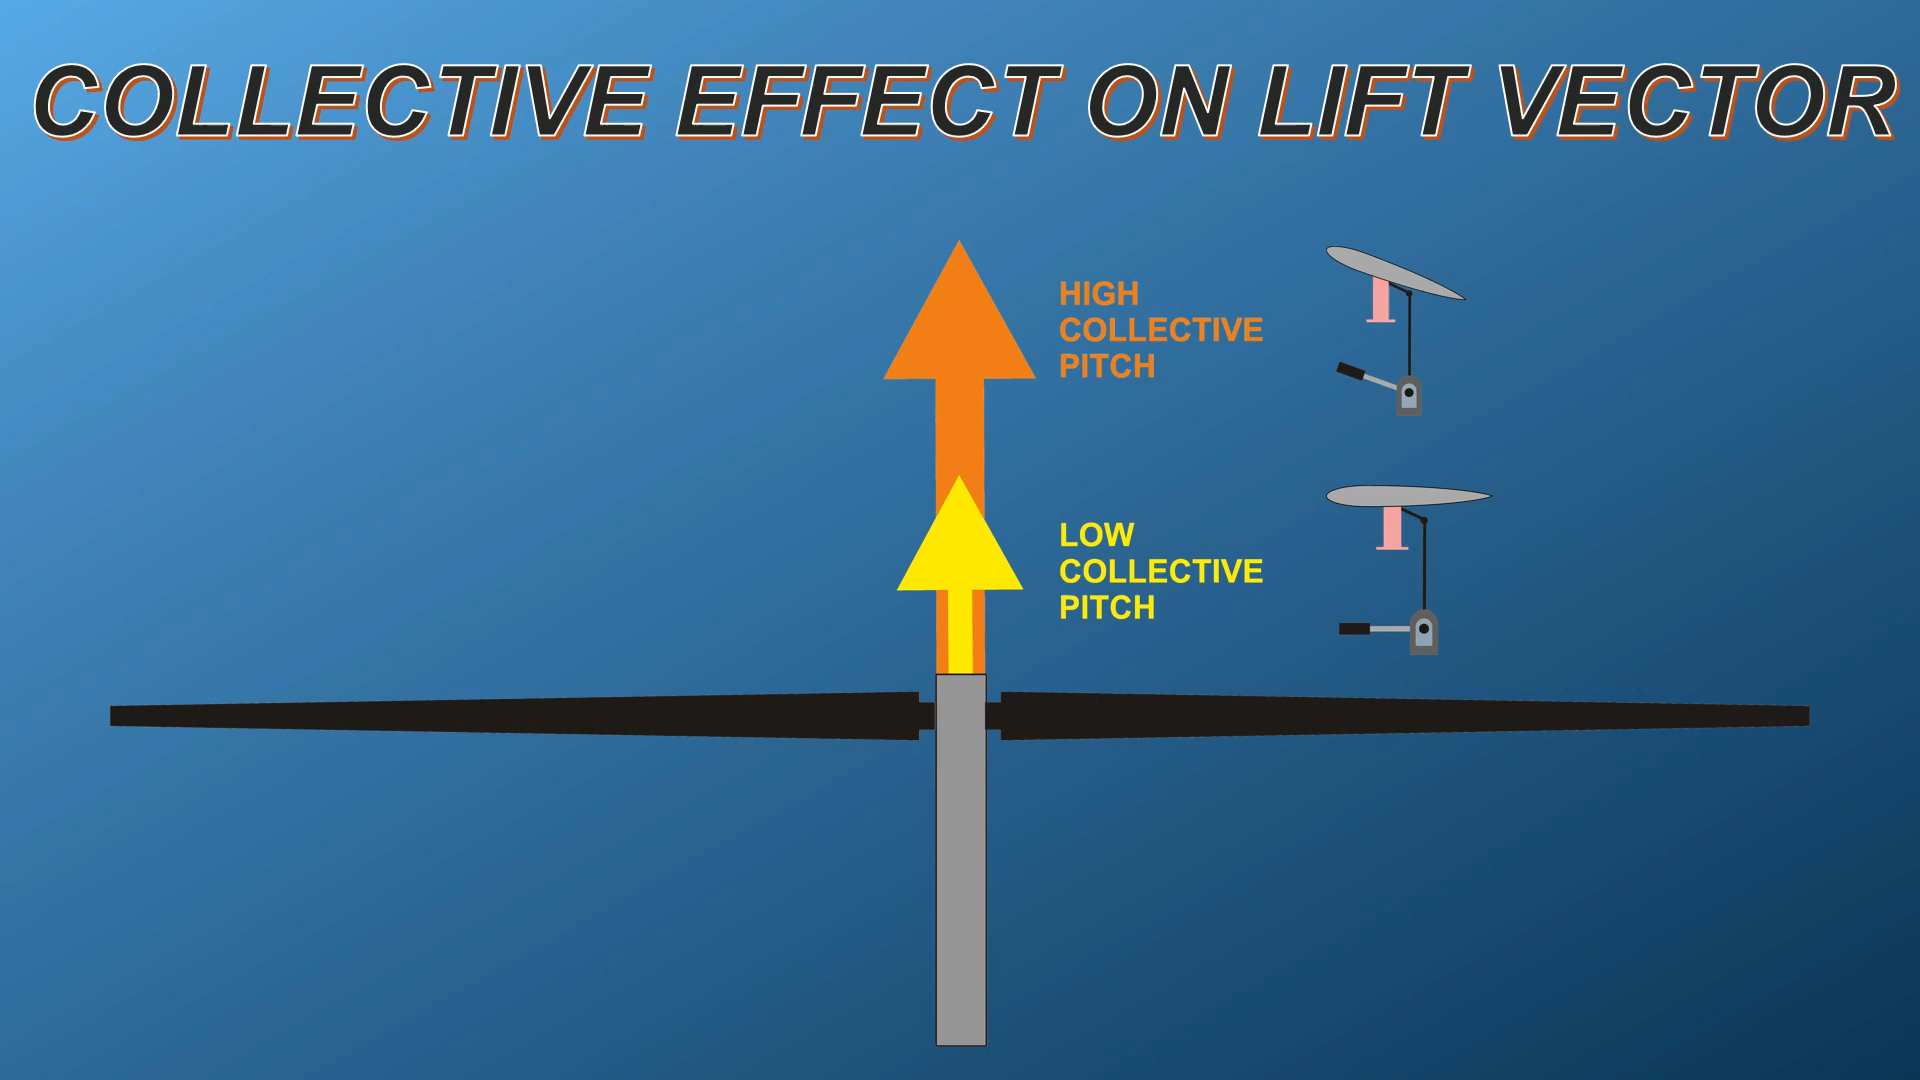 COLLECTIVE EFFECT ON LIFT VECTOR
HIGH
COLLECTIVE
PITCH
LOW
COLLECTIVE
PITCH